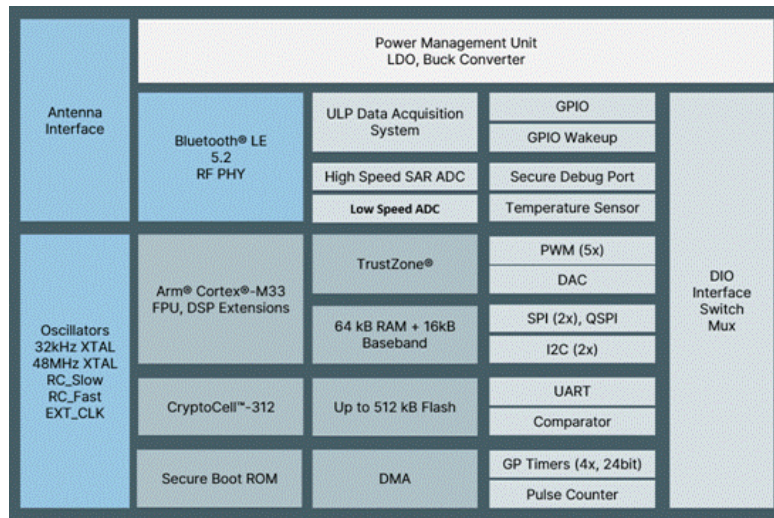 Power Management Unit
LDO, Buck Converter
Antenna
Interface
Bluetooth® LE
5.2
RF PHY
ULP Data Acquisition
System
High Speed SAR ADC
Low Speed ADC
GPIO
GPIO Wakeup
Secure Debug Port
Temperature Sensor
Oscillators
32kHz XTAL
48MHz XTAL
RC_Slow
RC_Fast
EXT_CLK
Arm® Cortex®-M33
FPU, DSP Extensions
CryptoCell™-312
Secure Boot ROM
TrustZone®
64 kB RAM + 16kB
Baseband
Up to 512 kB Flash
DMA
PWM (5x)
DAC
SPI (2x), QSPI
I2C (2x)
UART
Comparator
GP Timers (4x, 24bit)
Pulse Counter
DIO
Interface
Switch
Mux